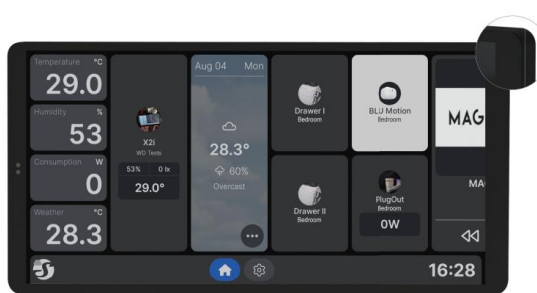 Temperature °C
29.0
Humidity %
53
Consumption W
0
Weather °C
28.3
X2i
WD Tests
53% 0 lx
29.0°
Aug 04 Mon
28.3°
60%
Overcast
Drawer I
Bedroom
Drawer II
Bedroom
BLU Motion
Bedroom
PlugOut
Bedroom
0W
MAG
MA
16:28